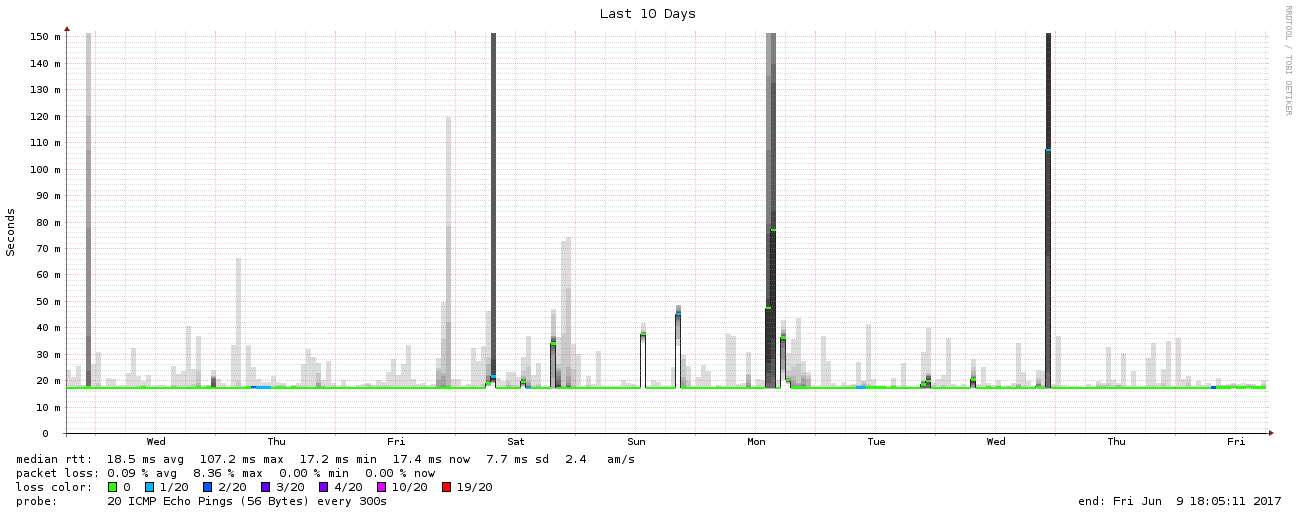 Last 10 Days
RRDTOOL / TOBI OETIKER
Seconds
150 m
140 m
130 m
120 m
110 m
100 m
90 m
80 m
70 m
60 m
50 m
40 m
30 m
20 m
10 m
0
Wed Thu Fri Sat Sun Mon Tue Wed Thu Fri
median rtt: 18.5 ms avg 107.2 ms max 17.2 ms min 17.4 ms now 7.7 ms sd 2.4 am/s
packet loss: 0.09 % avg 8.36 % max 0.00 % min 0.00 % now
loss color: 0 1/20 2/20 3/20 4/20 10/20 19/20
probe: 20 ICMP Echo Pings (56 Bytes) every 300s end: Fri Jun 9 18:05:11 2017